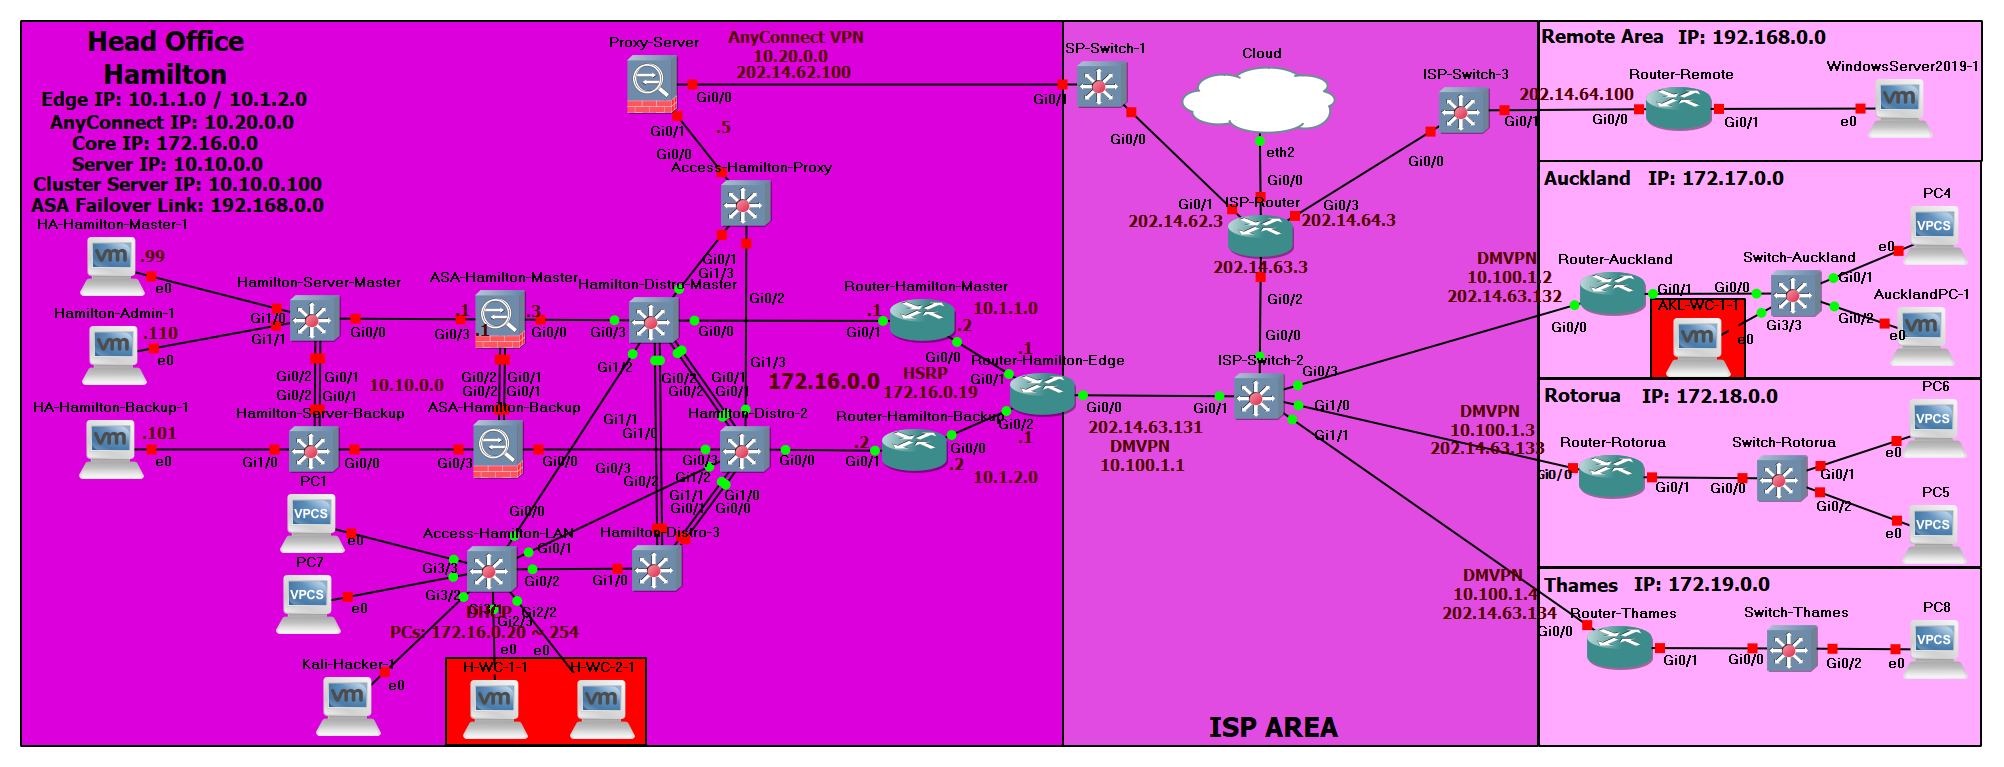 Head Office
Hamilton
Edge IP: 10.1.1.0 / 10.1.2.0
AnyConnect IP: 10.20.0.0
Core IP: 172.16.0.0
Server IP: 10.10.0.0
Cluster Server IP: 10.10.0.100
ASA Failover Link: 192.168.0.0
HA-Hamilton-Master-1
.99
e0
Hamilton-Admin-1
.110
e0
HA-Hamilton-Backup-1
.101
e0
Hamilton-Server-Master
Gi1/0
Gi1/1
Gi0/0
Gi0/2
Gi0/1
Gi0/2
Gi0/1
10.10.0.0
Hamilton-Server-Backup
Gi1/0
Gi0/0
ASA-Hamilton-Master
.1
.3
Gi0/3
.1
Gi0/0
Gi0/2
Gi0/1
Gi0/2
Gi0/1
ASA-Hamilton-Backup
Gi0/3
Gi0/0
Proxy-Server
AnyConnect VPN
10.20.0.0
202.14.62.100
Gi0/0
Gi0/1
.5
Gi0/0
Access-Hamilton-Proxy
Gi0/1
Gi1/3
Gi0/2
Hamilton-Distro-Master
Gi0/3
Gi0/0
Gi1/2
Gi0/2
Gi0/2
Gi0/1
Gi0/1
Gi1/3
172.16.0.0
Gi1/1
Gi1/0
Hamilton-Distro-2
Gi0/3
Gi0/0
Gi1/2
Gi0/3
Gi0/2
Gi1/1
Gi1/0
Gi0/1
Gi0/0
Hamilton-Distro-3
Gi1/0
Router-Hamilton-Master
.1
Gi0/1
10.1.1.0
.2
Gi0/0
HSRP
172.16.0.19
Router-Hamilton-Backup
.2
Gi0/1
Gi0/0
.2
10.1.2.0
.1
Router-Hamilton-Edge
Gi0/1
Gi0/2
.1
Gi0/0
202.14.63.131
DMVPN
10.100.1.1
PC1
e0
PC7
e0
Access-Hamilton-LAN
Gi0/0
Gi0/1
Gi0/2
Gi3/3
Gi3/2
Gi3/1
Gi2/2
Gi2/3
DHCP
PCs: 172.16.0.20 ~ 254
Kali-Hacker-1
e0
e0
e0
H-WC-1-1
H-WC-2-1
SP-Switch-1
Gi0/1
Gi0/0
Cloud
eth2
Gi0/0
ISP-Switch-3
Gi0/1
Gi0/0
ISP-Router
Gi0/1
202.14.62.3
Gi0/3
202.14.64.3
202.14.63.3
Gi0/2
Gi0/0
ISP-Switch-2
Gi0/1
Gi0/3
Gi1/0
Gi1/1
ISP AREA
DMVPN
10.100.1.2
202.14.63.132
DMVPN
10.100.1.3
202.14.63.133
DMVPN
10.100.1.4
202.14.63.134
Remote Area IP: 192.168.0.0
202.14.64.100
Router-Remote
Gi0/0
Gi0/1
WindowsServer2019-1
e0
Auckland IP: 172.17.0.0
Router-Auckland
Gi0/0
Gi0/1
Switch-Auckland
Gi0/0
Gi0/1
Gi0/2
Gi3/3
PC4
e0
AucklandPC-1
e0
AKL-WC-1-1
e0
Rotorua IP: 172.18.0.0
Router-Rotorua
Gi0/0
Gi0/1
Switch-Rotorua
Gi0/0
Gi0/1
Gi0/2
PC6
e0
PC5
e0
Thames IP: 172.19.0.0
Router-Thames
Gi0/0
Gi0/1
Switch-Thames
Gi0/0
Gi0/2
PC8
e0